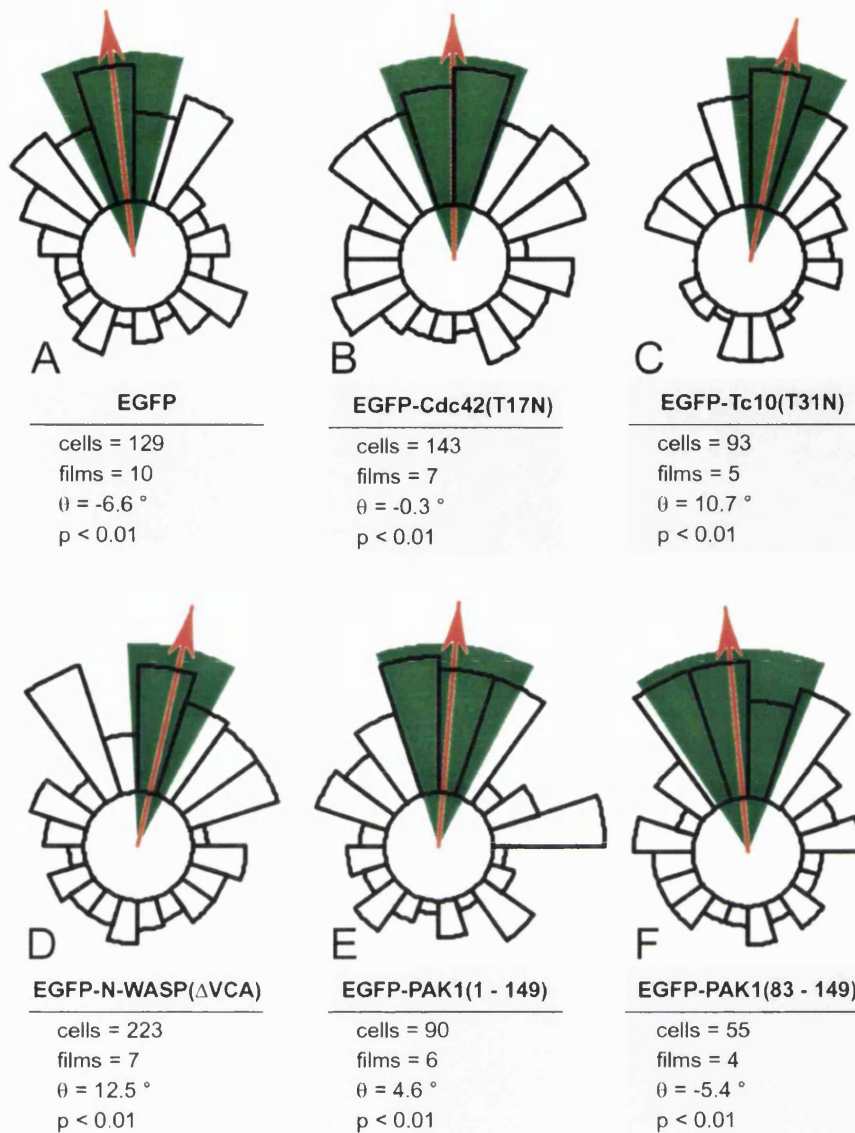 A
B
C
EGFP
cells = 129
films = 10
θ = -6.6 °
p < 0.01
EGFP-Cdc42(T17N)
cells = 143
films = 7
θ = -0.3 °
p < 0.01
EGFP-Tc10(T31N)
cells = 93
films = 5
θ = 10.7 °
p < 0.01
D
E
F
EGFP-N-WASP(ΔVCA)
cells = 223
films = 7
θ = 12.5 °
p < 0.01
EGFP-PAK1(1 - 149)
cells = 90
films = 6
θ = 4.6 °
p < 0.01
EGFP-PAK1(83 - 149)
cells = 55
films = 4
θ = -5.4 °
p < 0.01